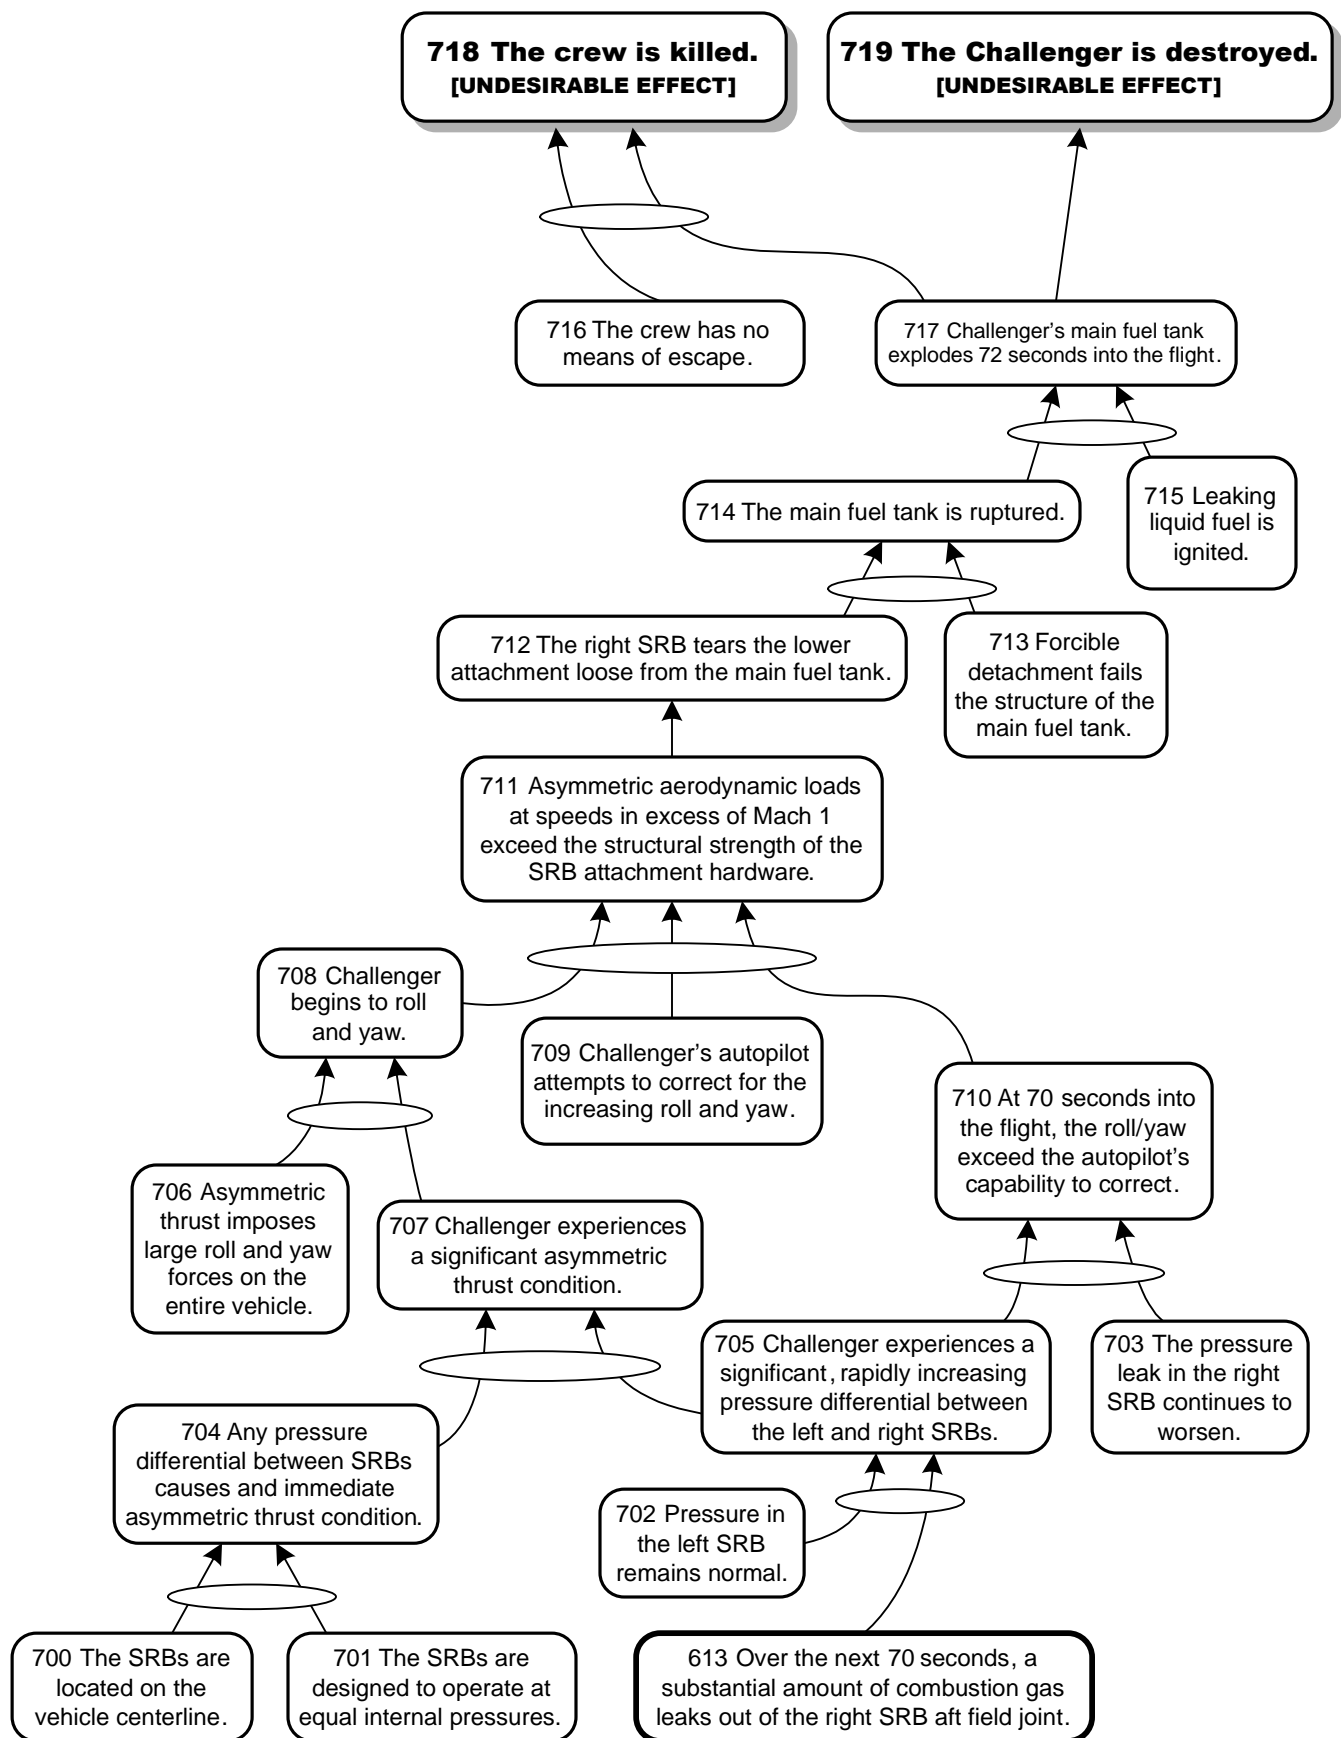 718 The crew is killed.
[UNDESIRABLE EFFECT]
719 The Challenger is destroyed.
[UNDESIRABLE EFFECT]
716 The crew has no
means of escape.
717 Challenger's main fuel tank
explodes 72 seconds into the flight.
714 The main fuel tank is ruptured.
715 Leaking
liquid fuel is
ignited.
712 The right SRB tears the lower
attachment loose from the main fuel tank.
713 Forcible
detachment fails
the structure of the
main fuel tank.
711 Asymmetric aerodynamic loads
at speeds in excess of Mach 1
exceed the structural strength of the
SRB attachment hardware.
708 Challenger
begins to roll
and yaw.
709 Challenger's autopilot
attempts to correct for the
increasing roll and yaw.
710 At 70 seconds into
the flight, the roll/yaw
exceed the autopilot's
capability to correct.
706 Asymmetric
thrust imposes
large roll and yaw
forces on the
entire vehicle.
707 Challenger experiences
a significant asymmetric
thrust condition.
705 Challenger experiences a
significant, rapidly increasing
pressure differential between
the left and right SRBs.
703 The pressure
leak in the right
SRB continues to
worsen.
704 Any pressure
differential between SRBs
causes and immediate
asymmetric thrust condition.
702 Pressure in
the left SRB
remains normal.
700 The SRBs are
located on the
vehicle centerline.
701 The SRBs are
designed to operate at
equal internal pressures.
613 Over the next 70 seconds, a
substantial amount of combustion gas
leaks out of the right SRB aft field joint.